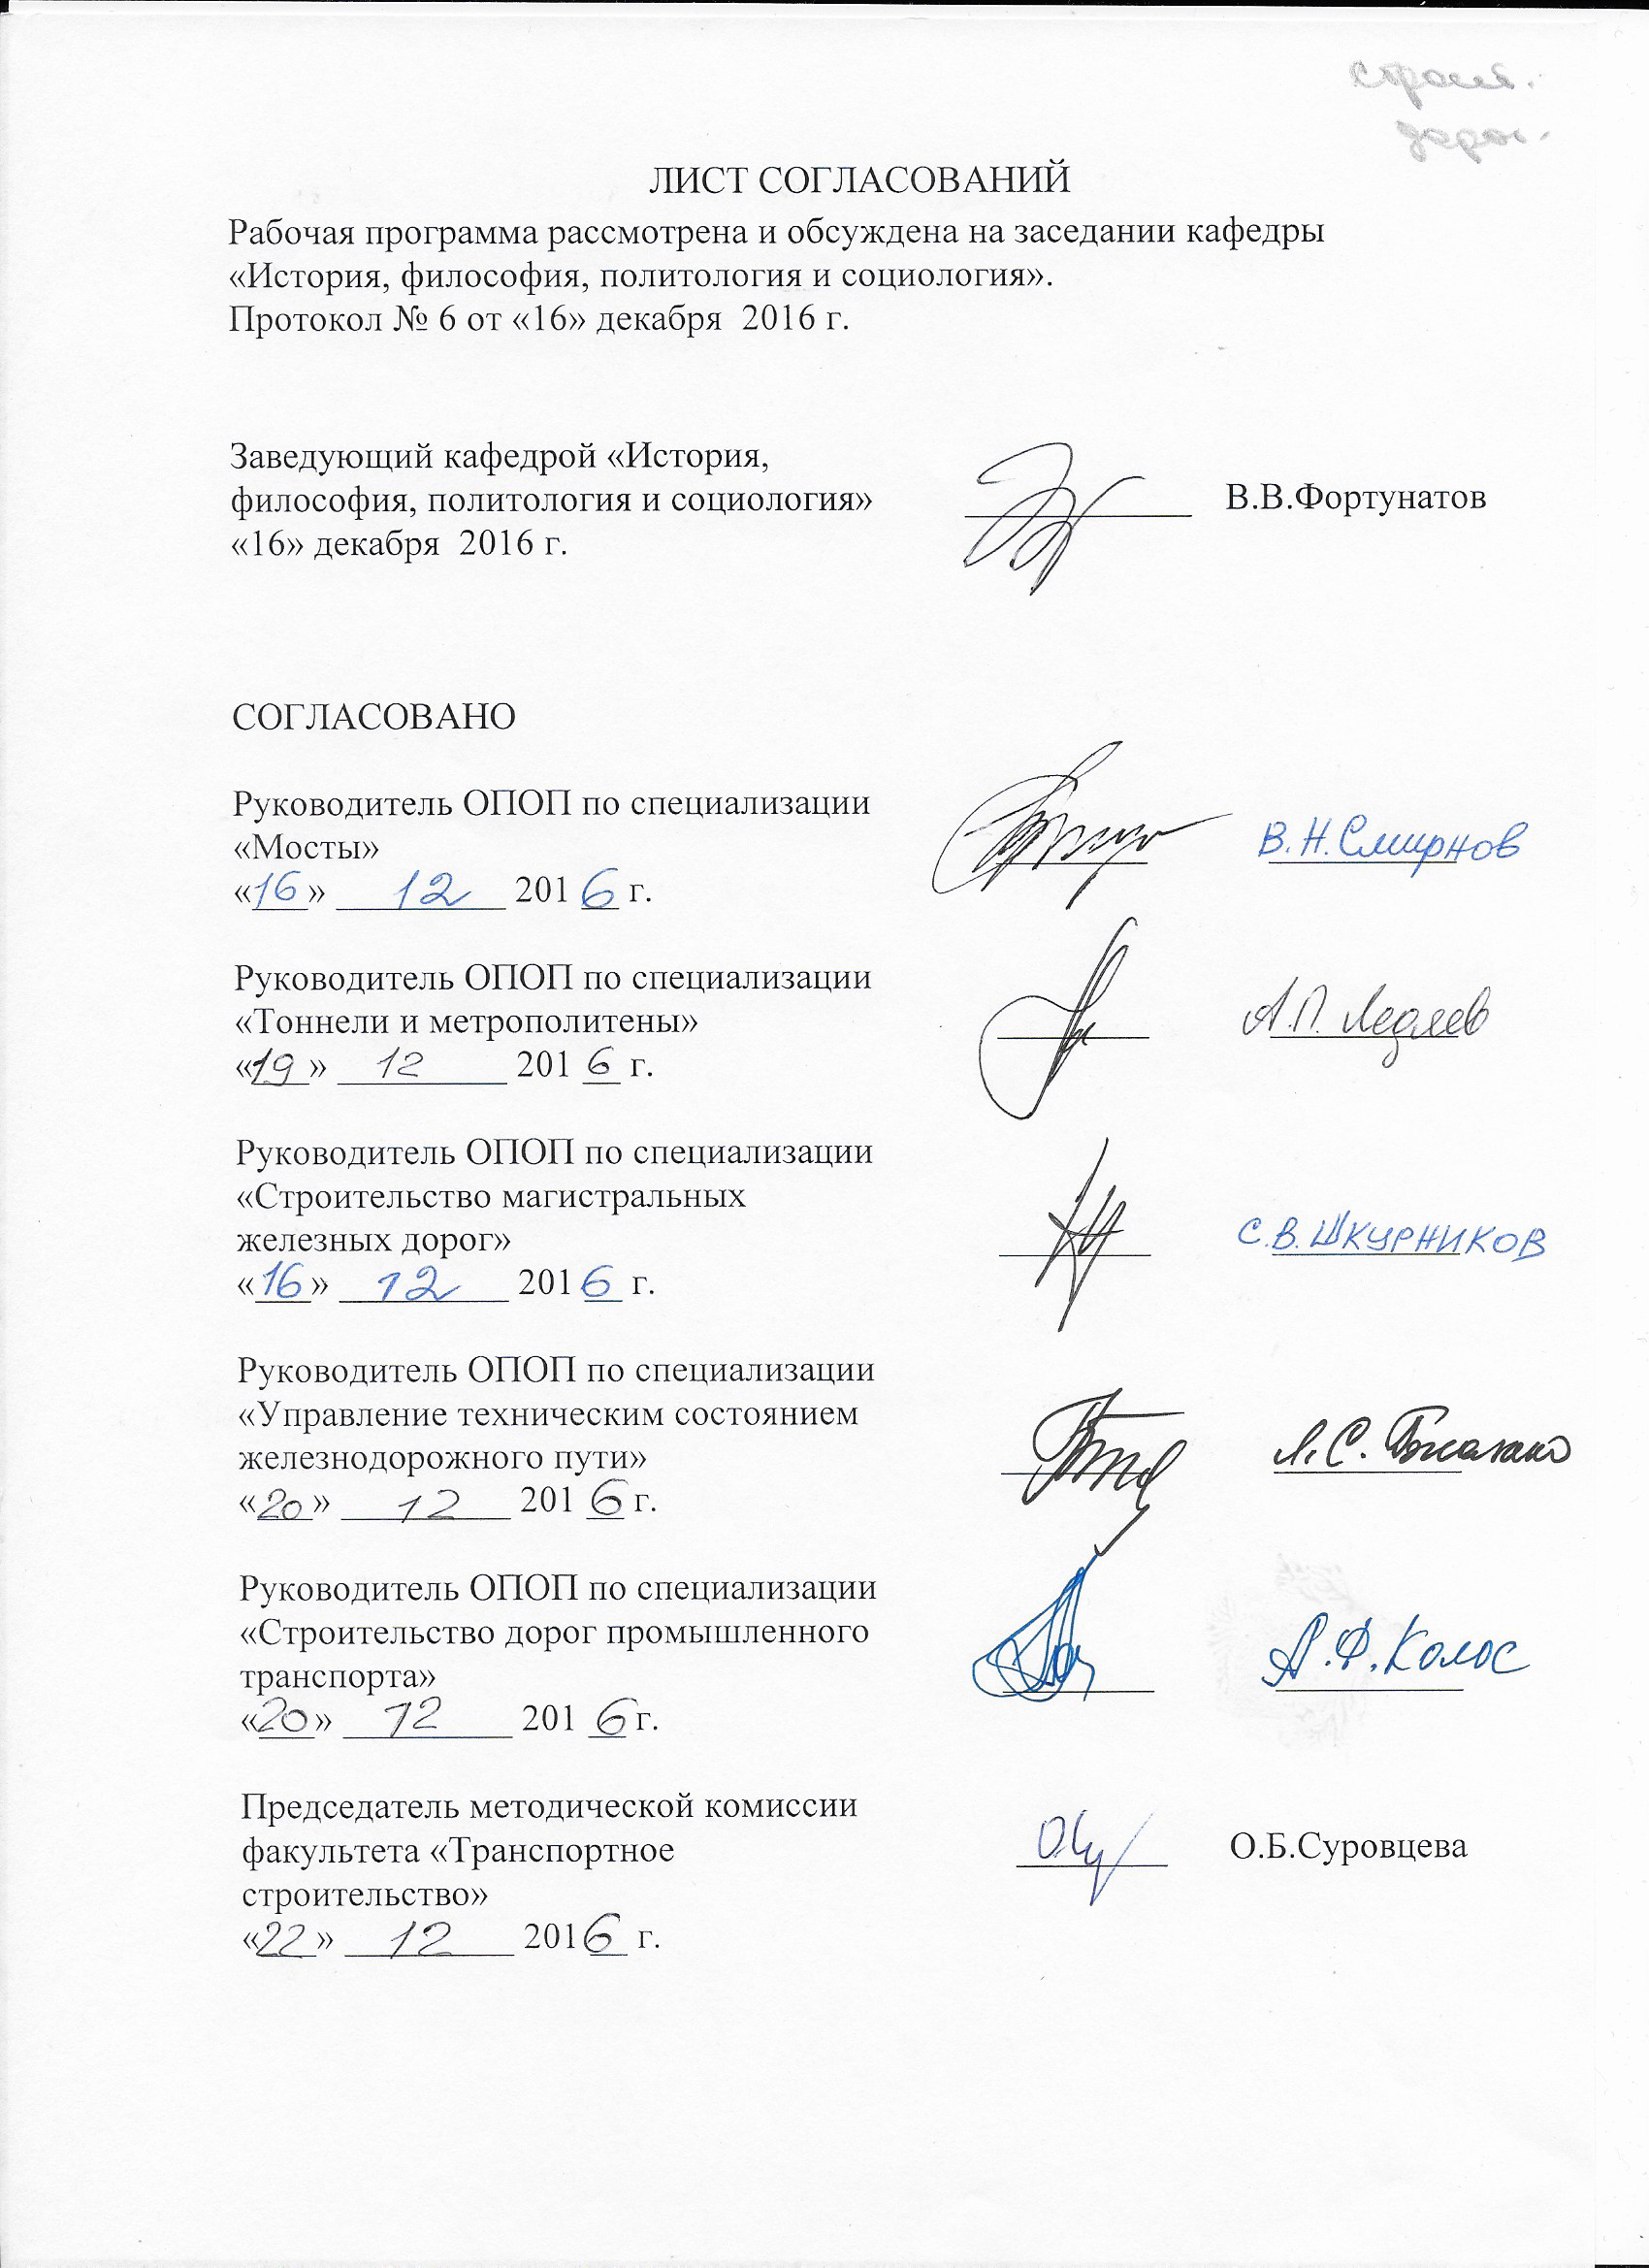 строит.
дорог.
ЛИСТ СОГЛАСОВАНИЙ
Рабочая программа рассмотрена и обсуждена на заседании кафедры
«История, философия, политология и социология».
Протокол № 6 от «16» декабря 2016 г.
Заведующий кафедрой «История,
философия, политология и социология» В.В.Фортунатов
«16» декабря 2016 г.
СОГЛАСОВАНО
Руководитель ОПОП по специализации
«Мосты» В.Н.Смирнов
«16» 12 2016 г.
Руководитель ОПОП по специализации
«Тоннели и метрополитены» А.П. Ледяев
«19» 12 2016 г.
Руководитель ОПОП по специализации
«Строительство магистральных
железных дорог» С.В. ШКУРНИКОВ
«16» 12 2016 г.
Руководитель ОПОП по специализации
«Управление техническим состоянием
железнодорожного пути» Л.С.
«20» 12 2016 г.
Руководитель ОПОП по специализации
«Строительство дорог промышленного
транспорта» А.Ф.Колос
«20» 12 2016 г.
Председатель методической комиссии
факультета «Транспортное О.Б.Суровцева
строительство»
«22» 12 2016 г.